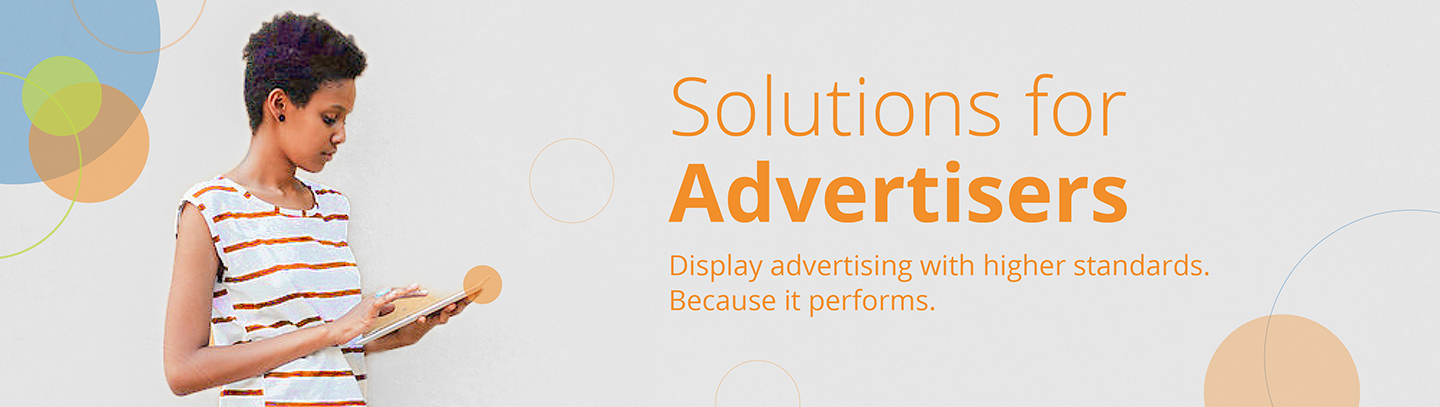 Solutions for
Advertisers
Display advertising with higher standards.
Because it performs.